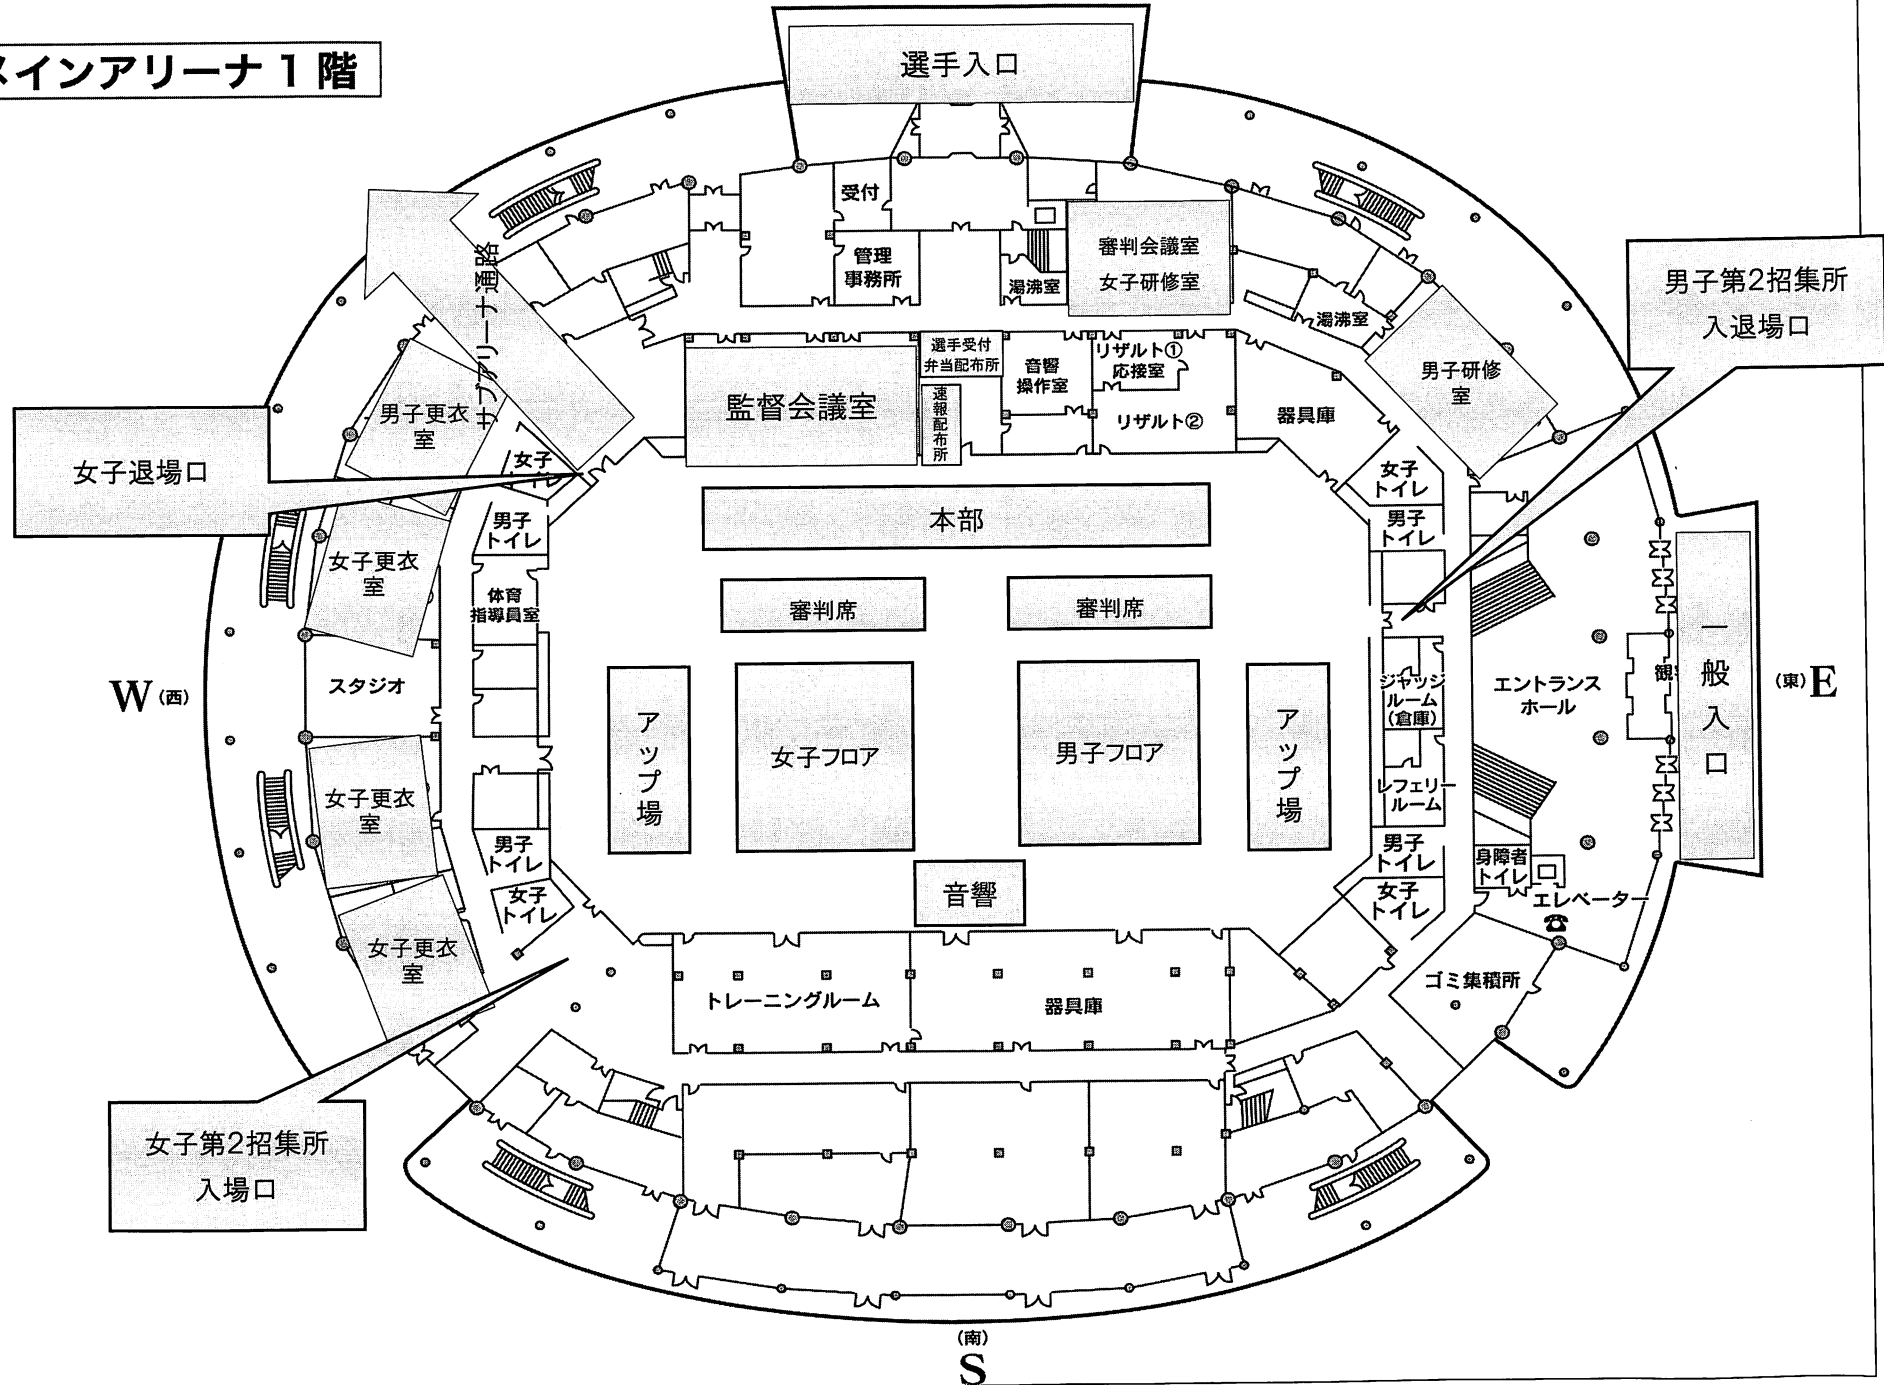 メインアリーナ1階
選手入口
受付
管理
事務所
湯沸室
審判会議室
女子研修室
湯沸室
男子第2招集所
入退場口
男子研修
室
サブアリーナ通路
監督会議室
選手受付
弁当配布所
速報配布所
音響
操作室
リザルト①
応接室
リザルト②
器具庫
男子更衣
室
女子退場口
女子
男子
トイレ
女子
トイレ
男子
トイレ
本部
女子更衣
室
体育
指導員室
審判席
審判席
W(西)
スタジオ
アップ場
女子フロア
男子フロア
アップ場
ジャッジ
ルーム
(倉庫)
エントランス
ホール
一般入口
(東)E
レフェリー
ルーム
女子更衣
室
男子
トイレ
女子
トイレ
音響
男子
トイレ
女子
トイレ
身障者
トイレ
エレベーター
女子更衣
室
トレーニングルーム
器具庫
ゴミ集積所
女子第2招集所
入場口
(南)
S